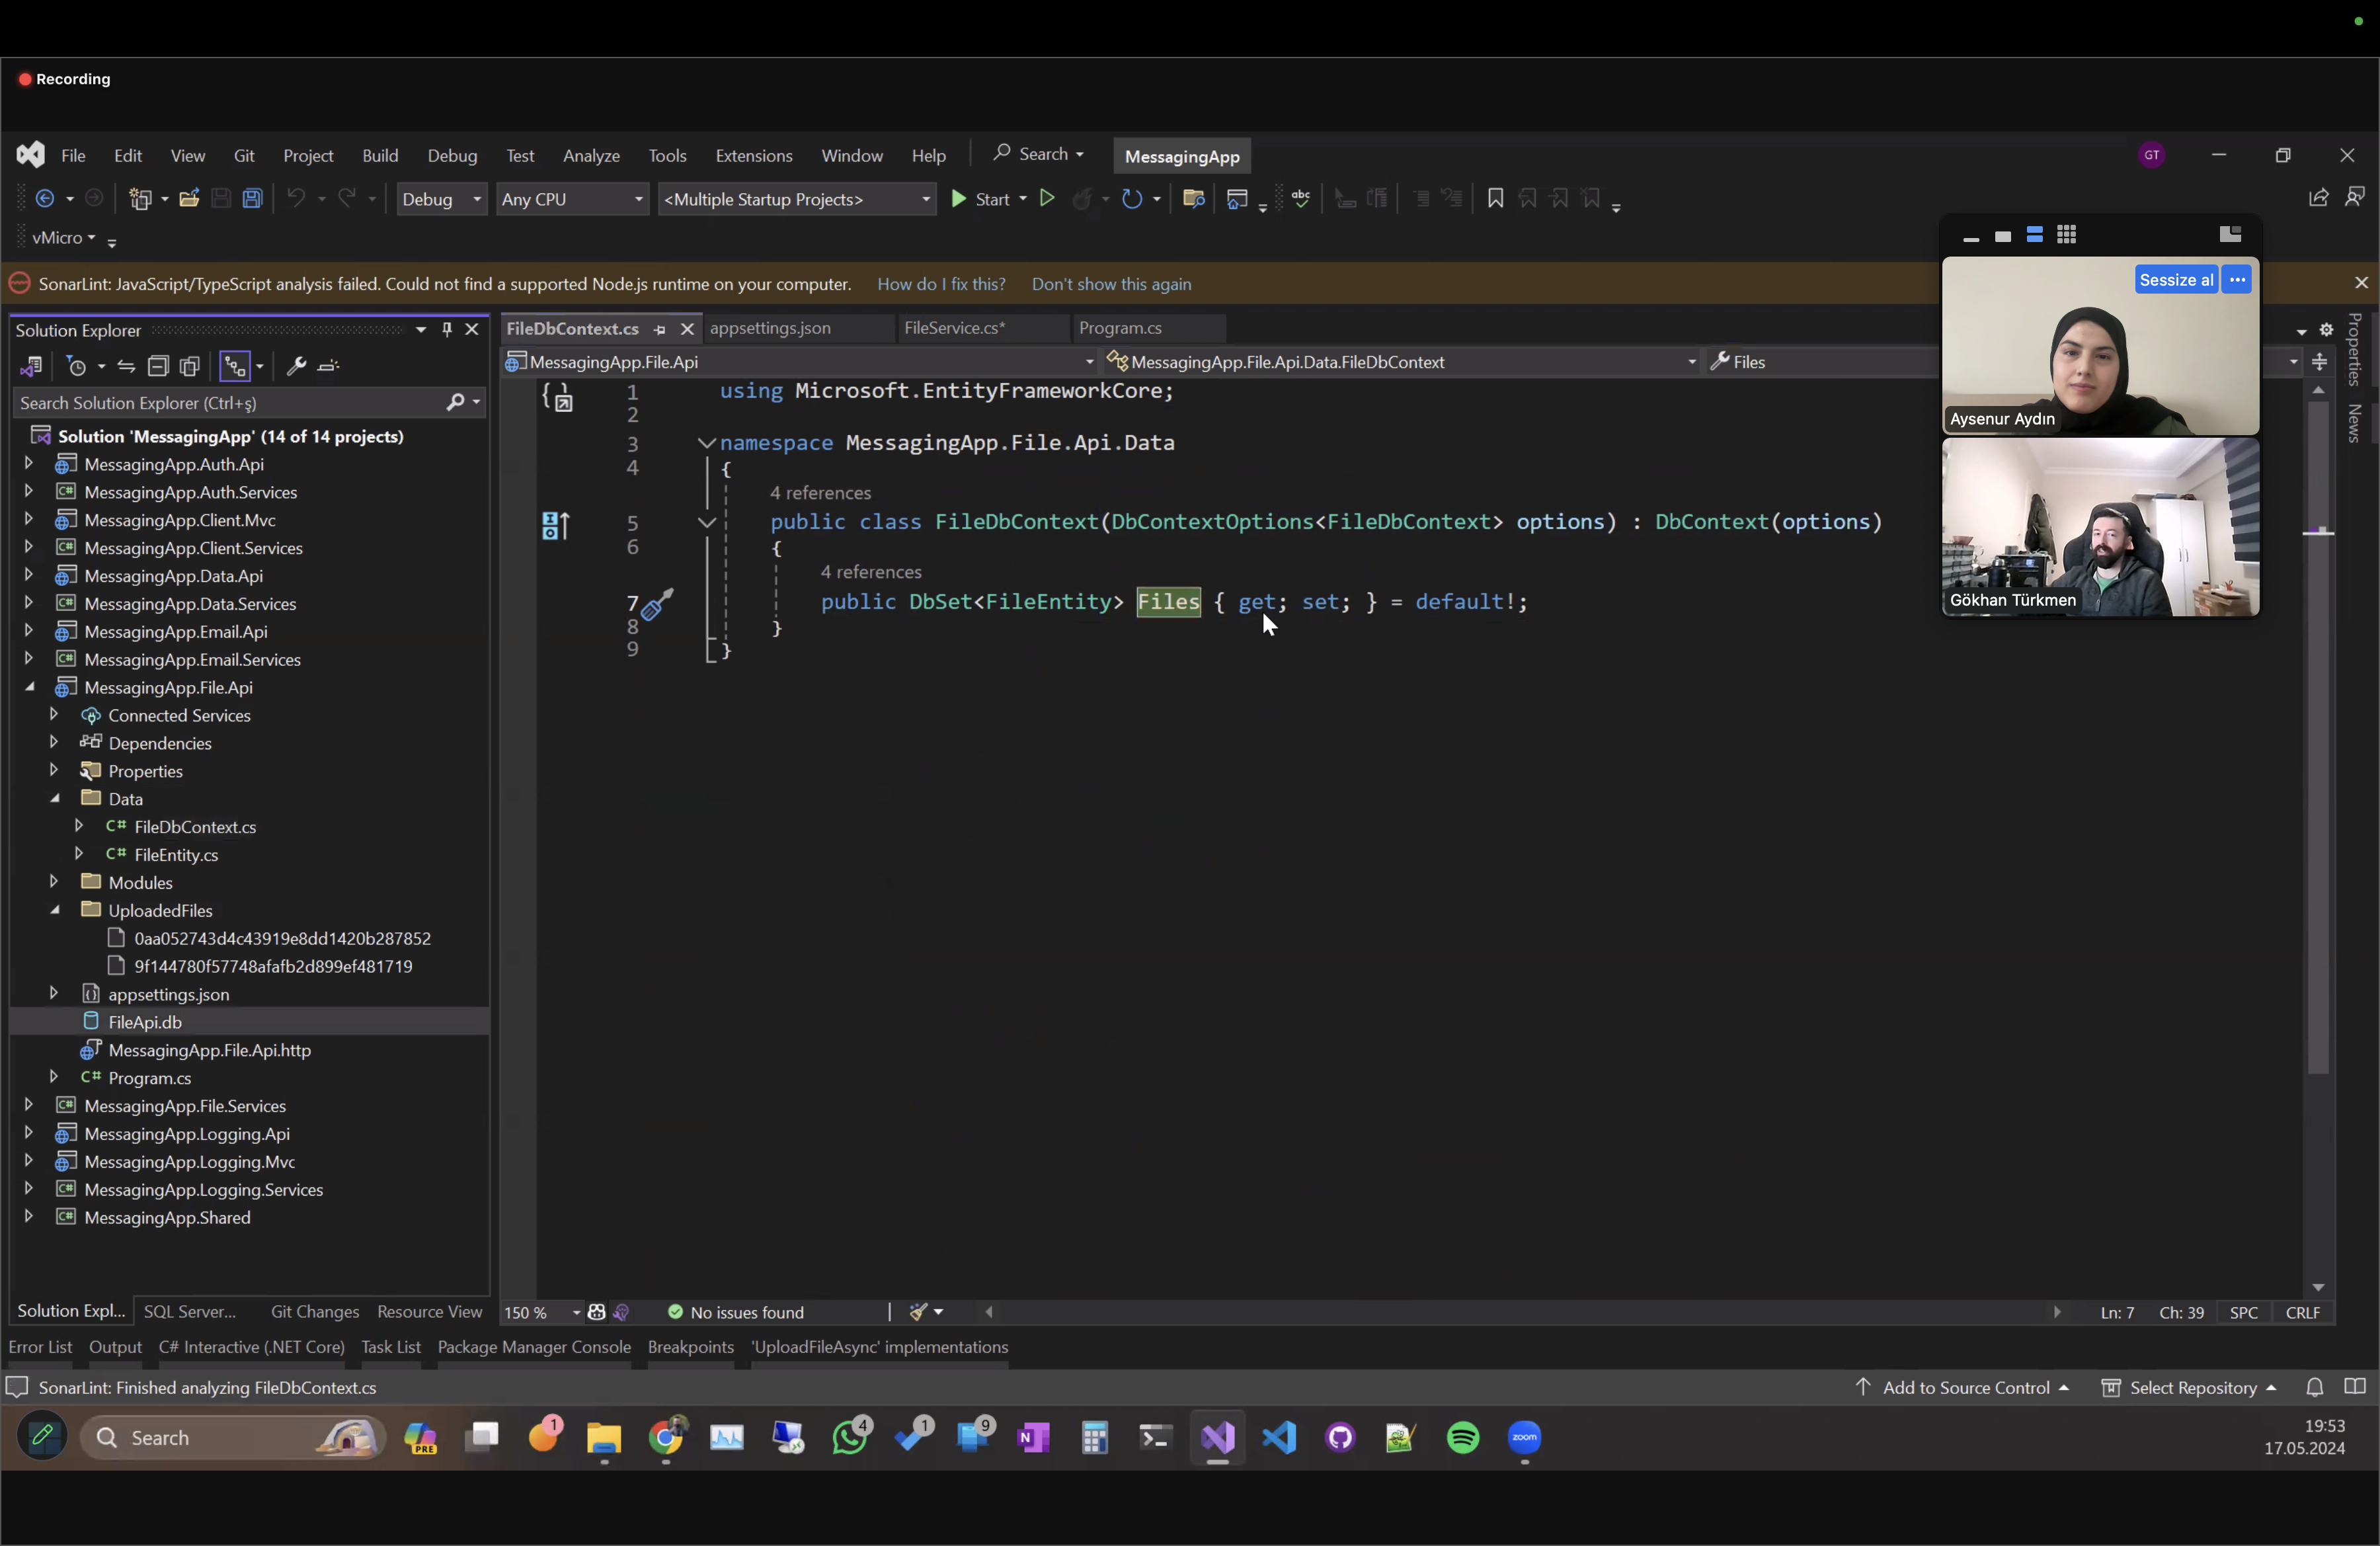 Recording
File Edit View Git Project Build Debug Test Analyze Tools Extensions Window Help Search MessagingApp GT
Debug Any CPU <Multiple Startup Projects> Start abc
vMicro
SonarLint: JavaScript/TypeScript analysis failed. Could not find a supported Node.js runtime on your computer. How do I fix this? Don't show this again
Sessize al
Aysenur Aydın
Gökhan Türkmen
Solution Explorer
Search Solution Explorer (Ctrl+ş)
Solution 'MessagingApp' (14 of 14 projects)
MessagingApp.Auth.Api
MessagingApp.Auth.Services
MessagingApp.Client.Mvc
MessagingApp.Client.Services
MessagingApp.Data.Api
MessagingApp.Data.Services
MessagingApp.Email.Api
MessagingApp.Email.Services
MessagingApp.File.Api
Connected Services
Dependencies
Properties
Data
C# FileDbContext.cs
C# FileEntity.cs
Modules
UploadedFiles
0aa052743d4c43919e8dd1420b287852
9f144780f57748afafb2d899ef481719
appsettings.json
FileApi.db
MessagingApp.File.Api.http
C# Program.cs
MessagingApp.File.Services
MessagingApp.Logging.Api
MessagingApp.Logging.Mvc
MessagingApp.Logging.Services
MessagingApp.Shared
Solution Expl... SQL Server... Git Changes Resource View
FileDbContext.cs appsettings.json FileService.cs* Program.cs
MessagingApp.File.Api MessagingApp.File.Api.Data.FileDbContext Files
1 using Microsoft.EntityFrameworkCore;
2
3 namespace MessagingApp.File.Api.Data
4 {
4 references
5 public class FileDbContext(DbContextOptions<FileDbContext> options) : DbContext(options)
6 {
4 references
7 public DbSet<FileEntity> Files { get; set; } = default!;
8 }
9 }
Properties
News
150 % No issues found Ln: 7 Ch: 39 SPC CRLF
Error List Output C# Interactive (.NET Core) Task List Package Manager Console Breakpoints 'UploadFileAsync' implementations
SonarLint: Finished analyzing FileDbContext.cs Add to Source Control Select Repository
Search PRE 1 4 1 9 N zoom
19:53
17.05.2024